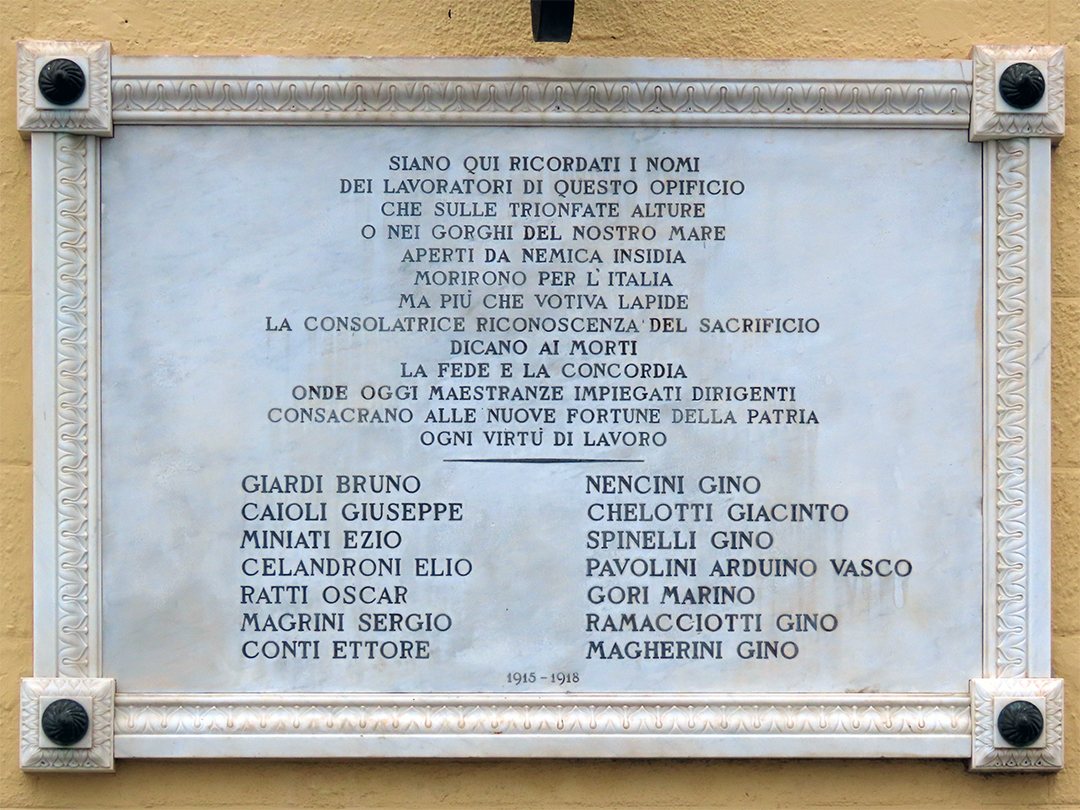 SIANO QUI RICORDATI I NOMI
DEI LAVORATORI DI QUESTO OPIFICIO
CHE SULLE TRIONFATE ALTURE
O NEI GORGHI DEL NOSTRO MARE
APERTI DA NEMICA INSIDIA
MORIRONO PER L'ITALIA
MA PIÙ CHE VOTIVA LAPIDE
LA CONSOLATRICE RICONOSCENZA DEL SACRIFICIO
DICANO AI MORTI
LA FEDE E LA CONCORDIA
ONDE OGGI MAESTRANZE IMPIEGATI DIRIGENTI
CONSACRANO ALLE NUOVE FORTUNE DELLA PATRIA
OGNI VIRTÙ DI LAVORO
GIARDI BRUNO
CAIOLI GIUSEPPE
MINIATI EZIO
CELANDRONI ELIO
RATTI OSCAR
MAGRINI SERGIO
CONTI ETTORE
NENCINI GINO
CHELOTTI GIACINTO
SPINELLI GINO
PAVOLINI ARDUINO VASCO
GORI MARINO
RAMACCIOTTI GINO
MAGHERINI GINO
1915-1918